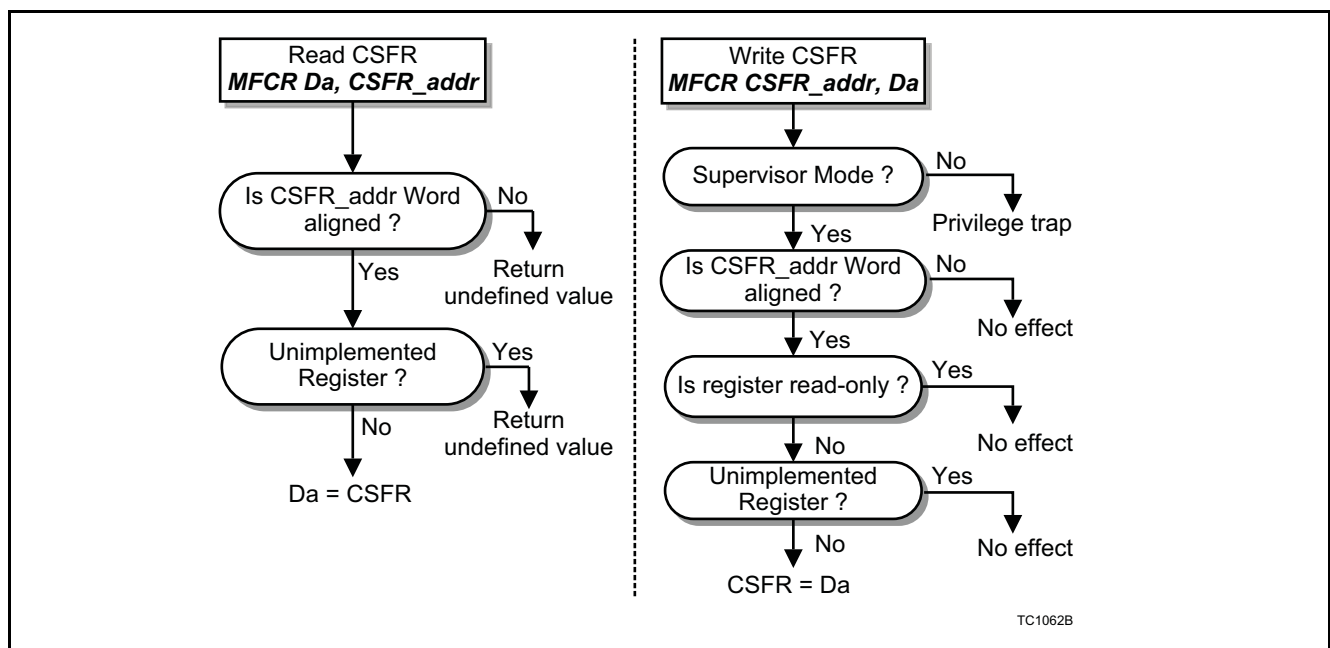 Read CSFR
MFCR Da, CSFR_addr
Is CSFR_addr Word
aligned ?
No
Return
undefined value
Yes
Unimplemented
Register ?
Yes
Return
undefined value
No
Da = CSFR
Write CSFR
MFCR CSFR_addr, Da
Supervisor Mode ?
No
Privilege trap
Yes
Is CSFR_addr Word
aligned ?
No
No effect
Yes
Is register read-only ?
Yes
No effect
No
Unimplemented
Register ?
Yes
No effect
No
CSFR = Da
TC1062B